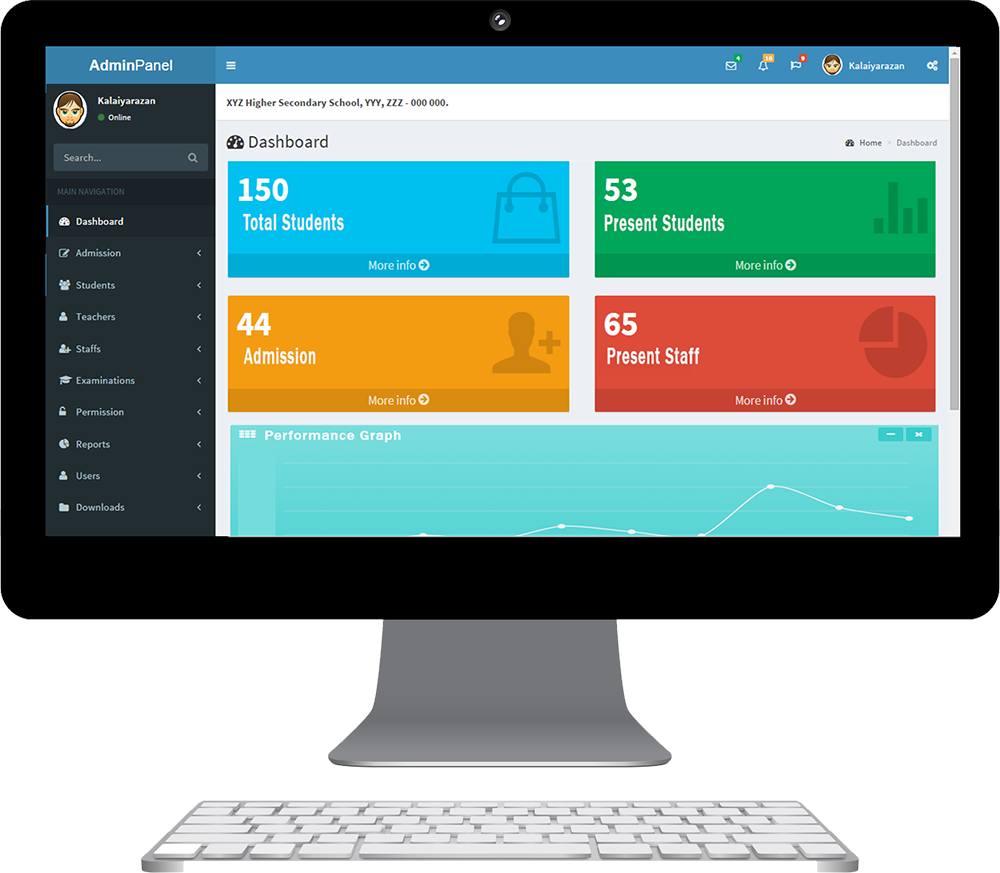 AdminPanel
4
10
9
Kalaiyarazan
Kalaiyarazan
Online
Search...
MAIN NAVIGATION
Dashboard
Admission
Students
Teachers
Staffs
Examinations
Permission
Reports
Users
Downloads
XYZ Higher Secondary School, YYY, ZZZ - 000 000.
Dashboard
Home > Dashboard
150
Total Students
More info
53
Present Students
More info
44
Admission
More info
65
Present Staff
More info
Performance Graph